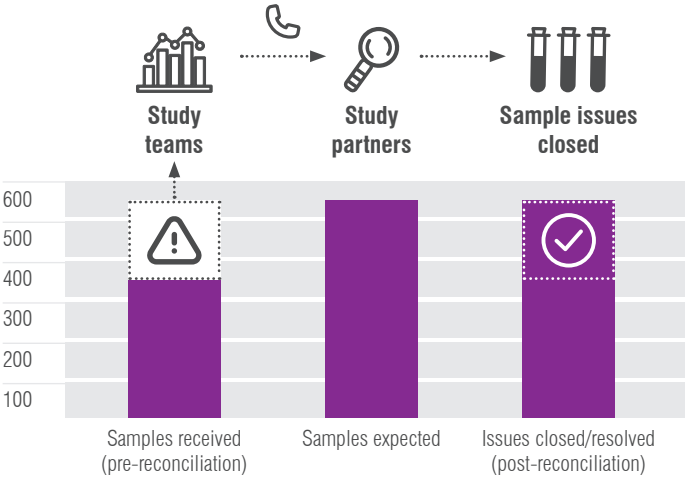 Study
teams
Study
partners
Sample issues
closed
600
500
400
300
200
100
Samples received
(pre-reconciliation)
Samples expected
Issues closed/resolved
(post-reconciliation)